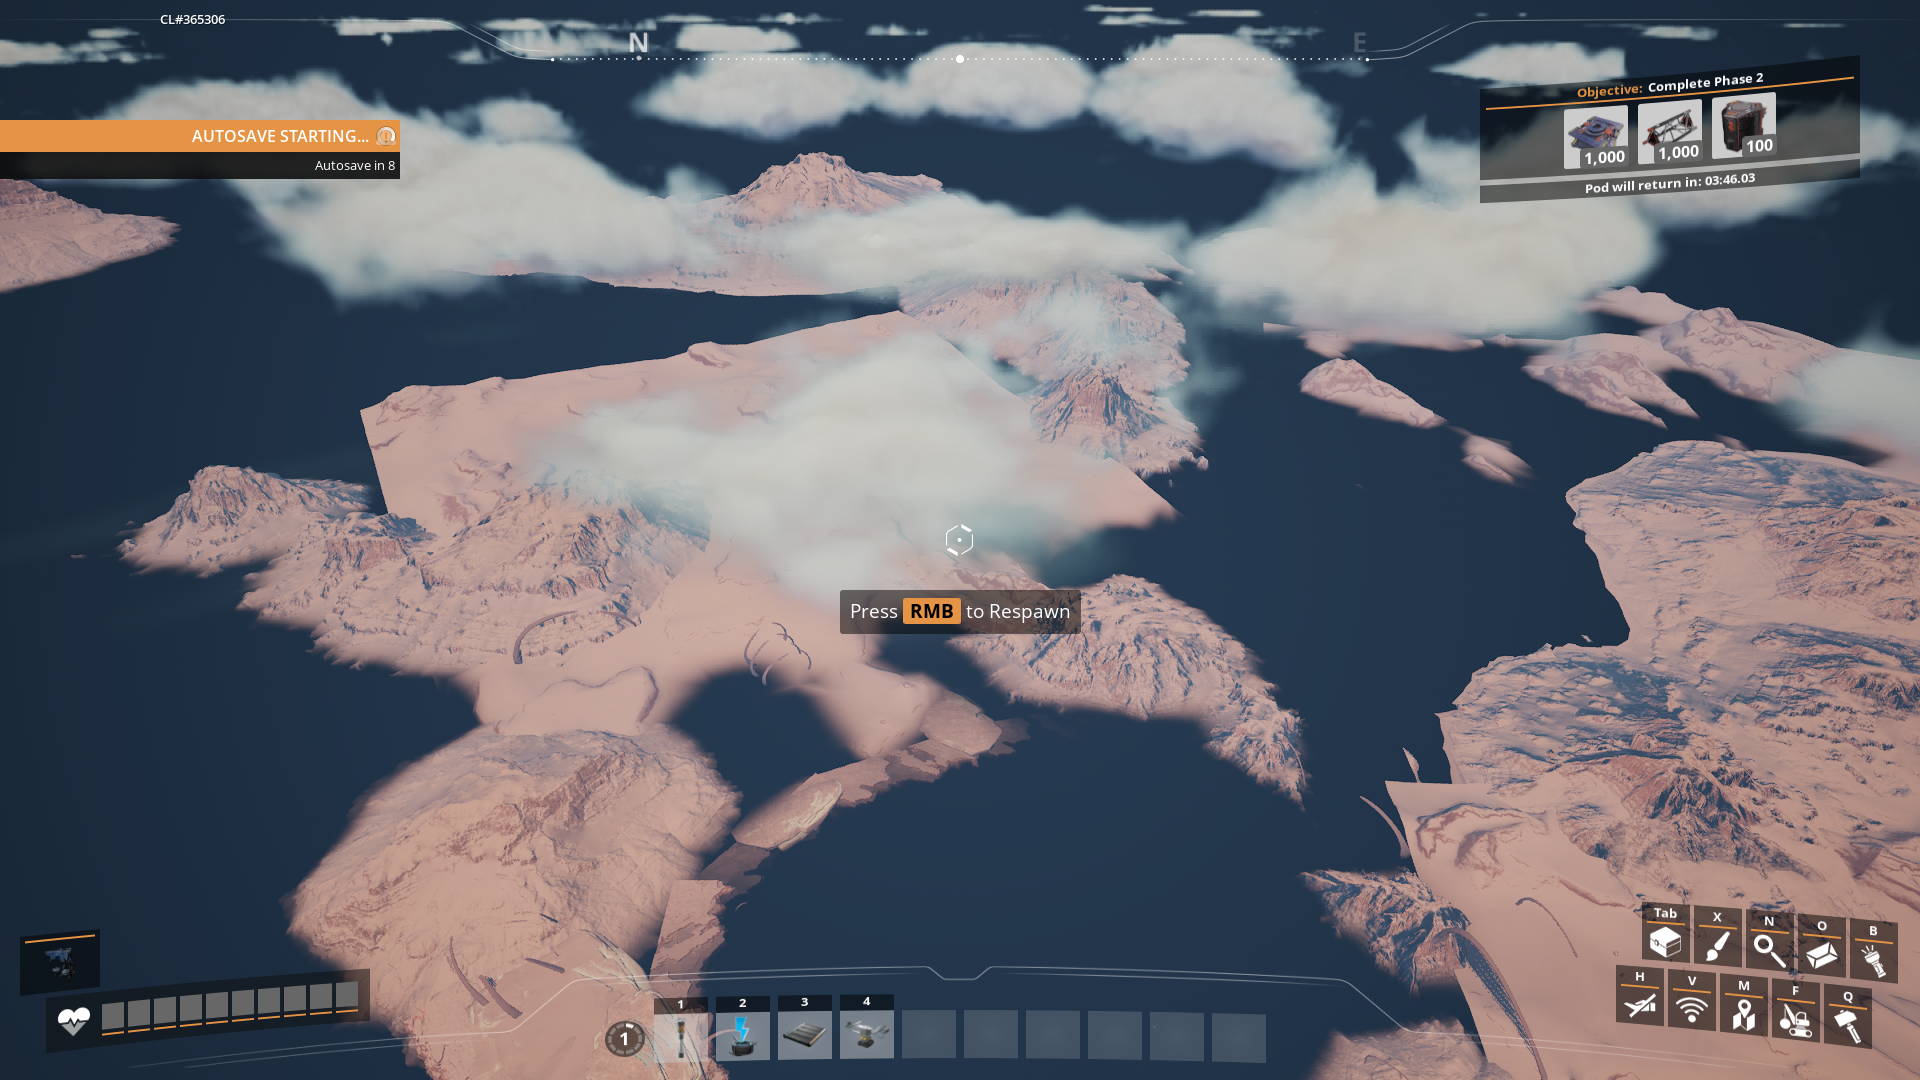 CL#365306
N
E
AUTOSAVE STARTING...
Autosave in 8
Objective: Complete Phase 2
1,000
1,000
100
Pod will return in: 03:46.03
Press RMB to Respawn
Tab
X
N
O
B
H
V
M
F
Q
1
1
2
3
4